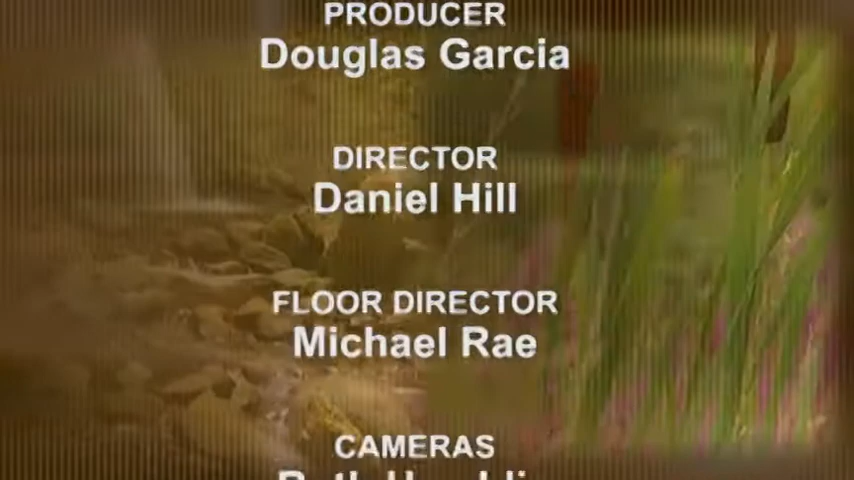 PRODUCER
Douglas Garcia
DIRECTOR
Daniel Hill
FLOOR DIRECTOR
Michael Rae
CAMERAS